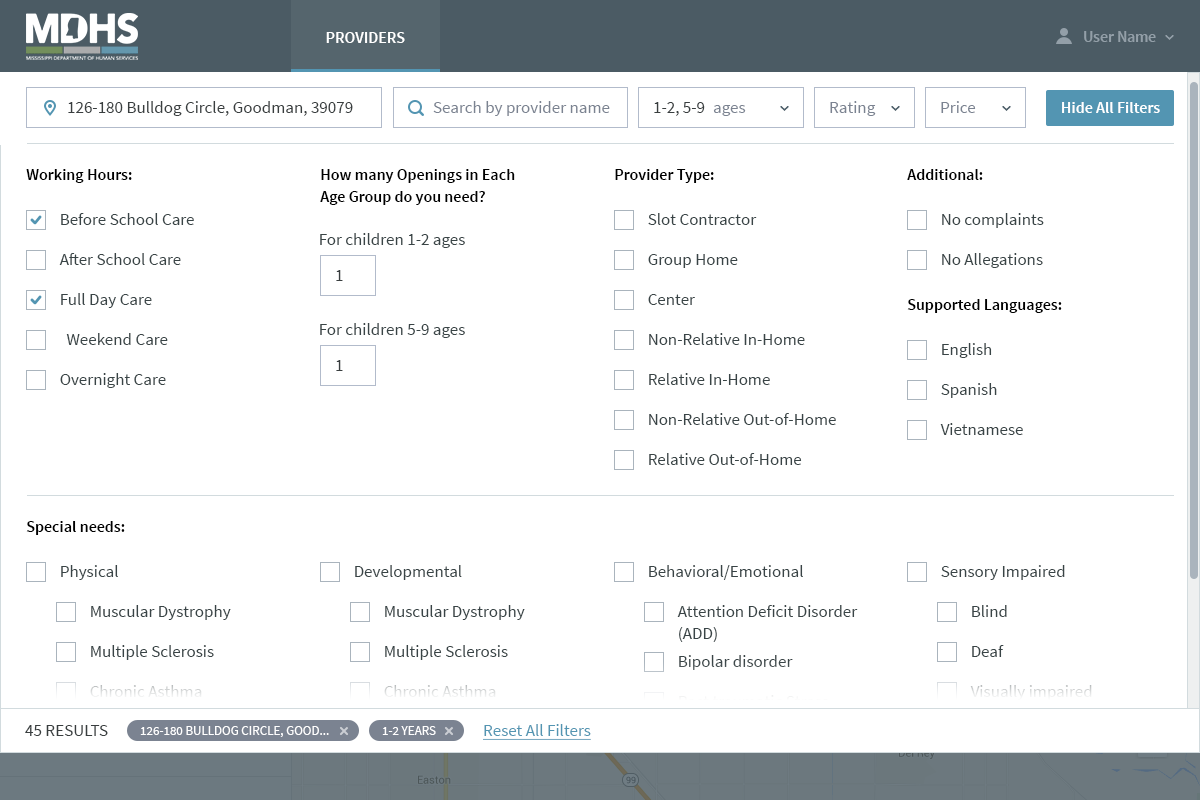 MDHS
MISSISSIPPI DEPARTMENT OF HUMAN SERVICES
PROVIDERS
User Name
126-180 Bulldog Circle, Goodman, 39079
Search by provider name
1-2, 5-9 ages
Rating
Price
Hide All Filters
Working Hours:
Before School Care
After School Care
Full Day Care
Weekend Care
Overnight Care
How many Openings in Each
Age Group do you need?
For children 1-2 ages
1
For children 5-9 ages
1
Provider Type:
Slot Contractor
Group Home
Center
Non-Relative In-Home
Relative In-Home
Non-Relative Out-of-Home
Relative Out-of-Home
Additional:
No complaints
No Allegations
Supported Languages:
English
Spanish
Vietnamese
Special needs:
Physical
Muscular Dystrophy
Multiple Sclerosis
Chronic Asthma
Developmental
Muscular Dystrophy
Multiple Sclerosis
Chronic Asthma
Behavioral/Emotional
Attention Deficit Disorder
(ADD)
Bipolar disorder
Sensory Impaired
Blind
Deaf
Visually impaired
45 RESULTS
126-180 BULLDOG CIRCLE, GOOD...
1-2 YEARS
Reset All Filters
Easton
99